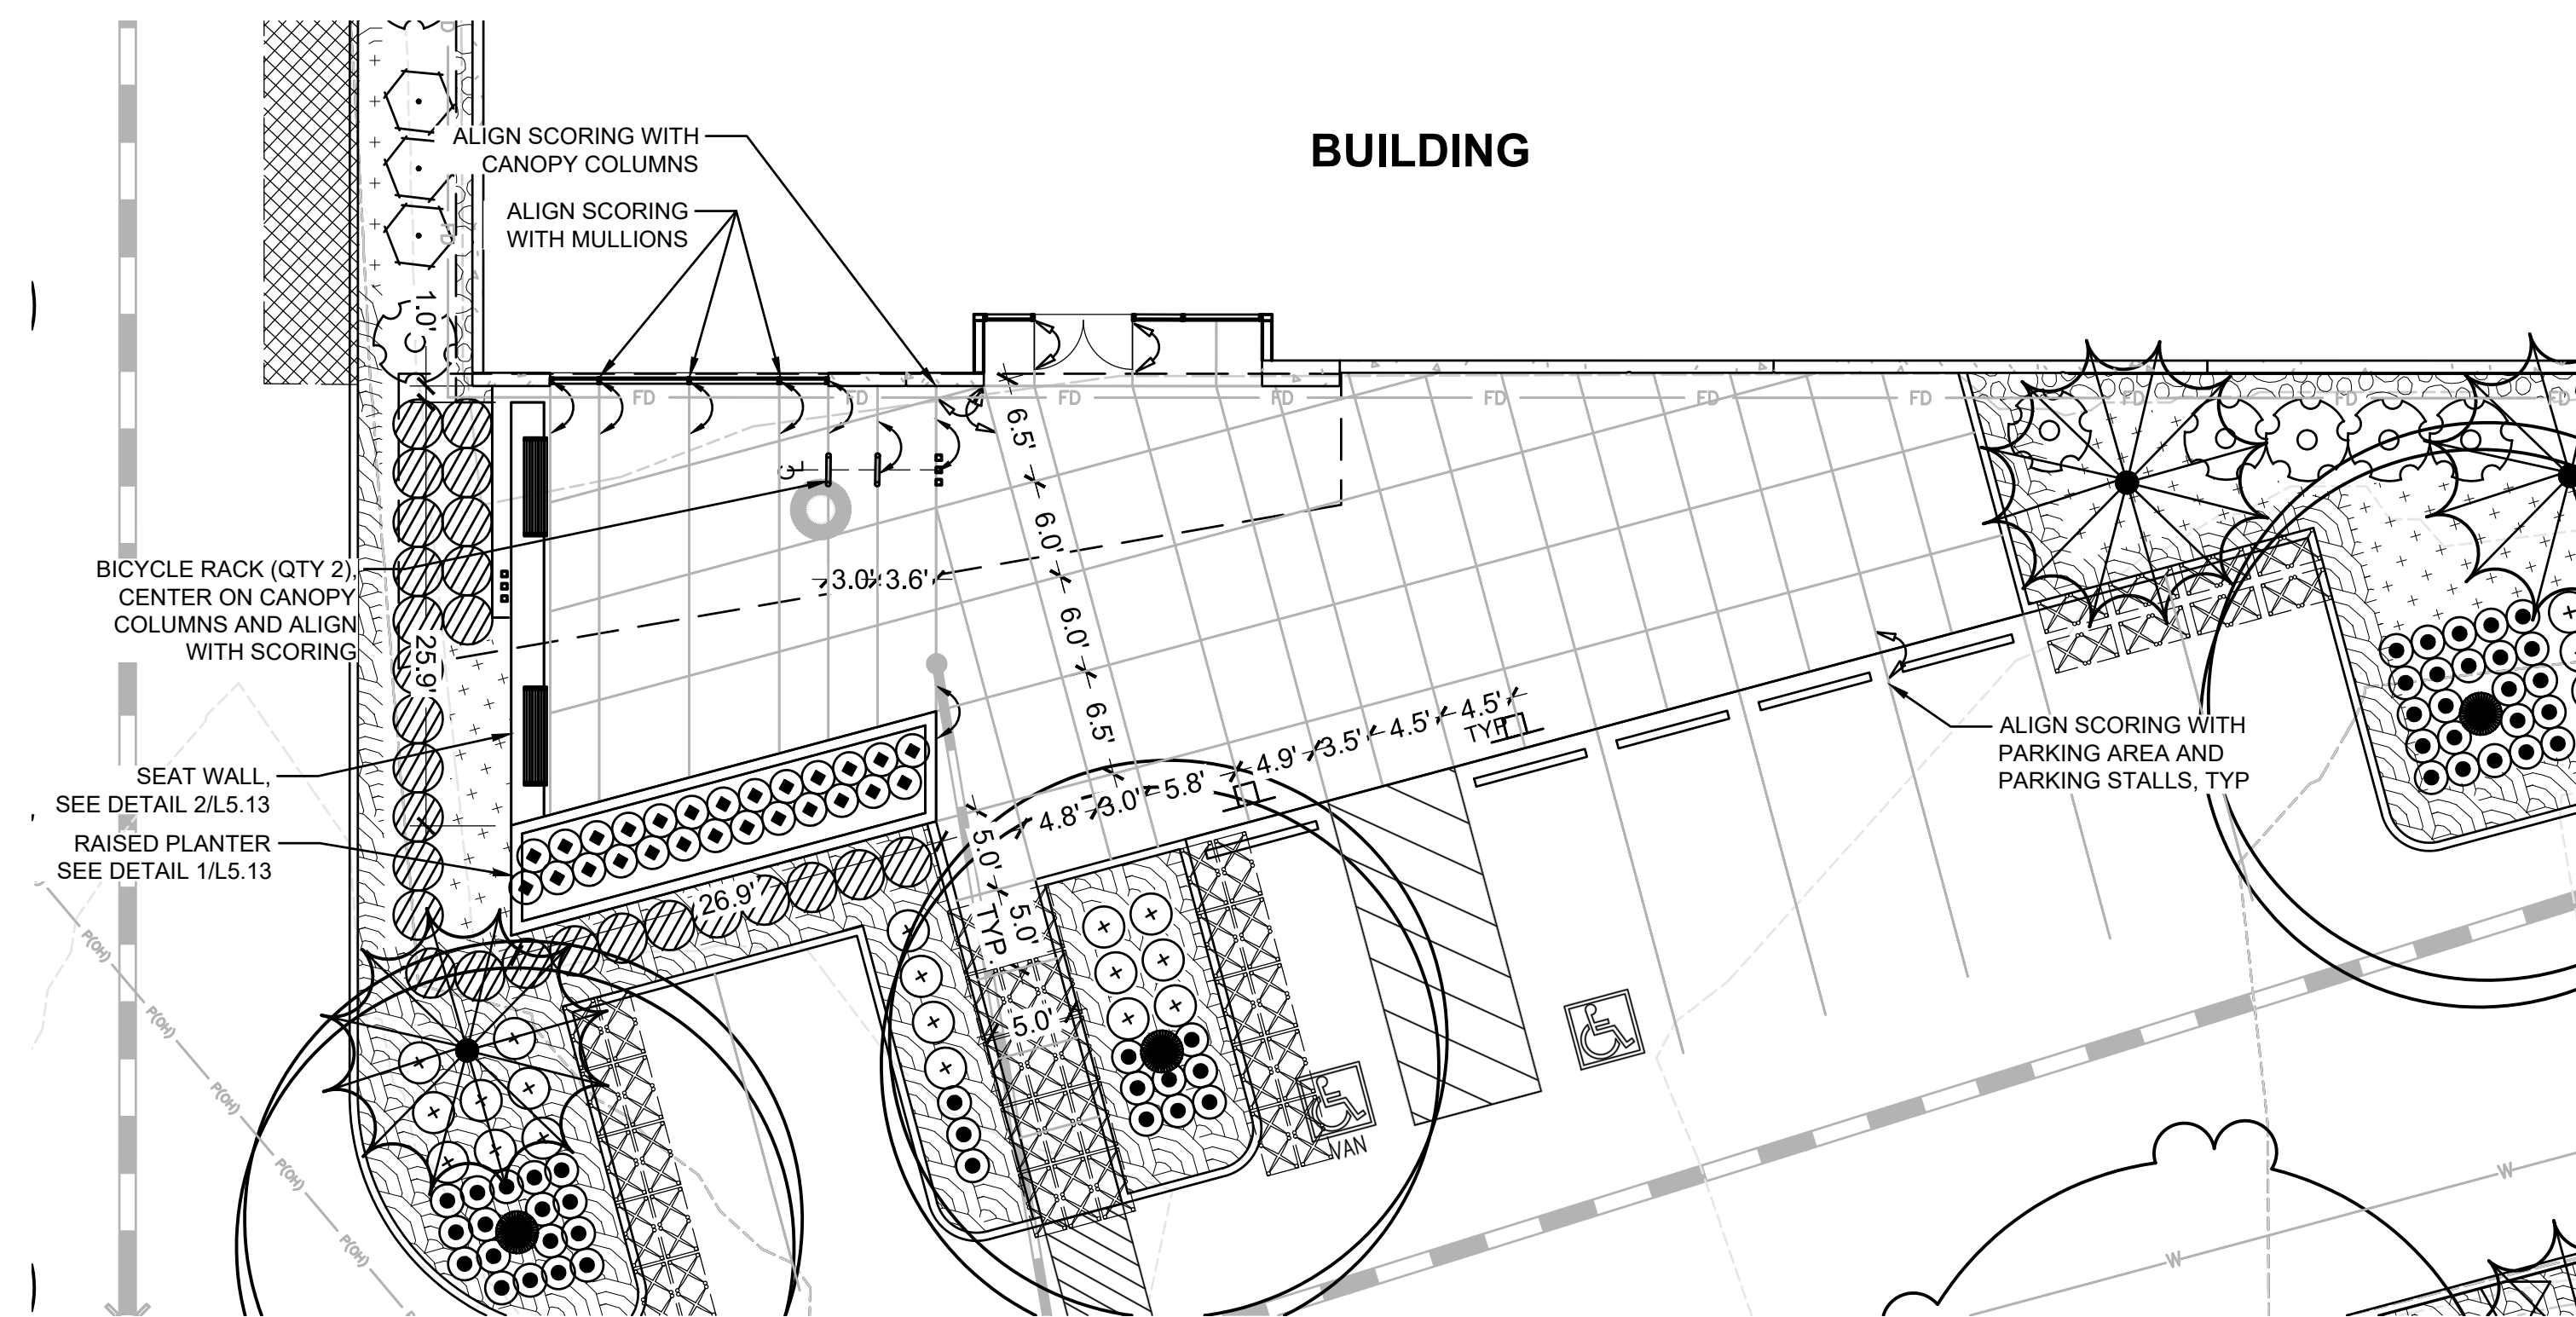 BUILDING
ALIGN SCORING WITH
CANOPY COLUMNS
ALIGN SCORING
WITH MULLIONS
1.0'
FD
FD
FD
FD
FD
FD
FD
FD
FD
FD
FD
FD
FD
CL
6.5'
6.0'
6.0'
6.5'
3.0'
3.6'
BICYCLE RACK (QTY 2),
CENTER ON CANOPY
COLUMNS AND ALIGN
WITH SCORING
25.9'
SEAT WALL,
SEE DETAIL 2/L5.13
RAISED PLANTER
SEE DETAIL 1/L5.13
26.9'
4.8'
3.0'
5.8'
4.9'
3.5'
4.5'
4.5'
TYP.
ALIGN SCORING WITH
PARKING AREA AND
PARKING STALLS, TYP
5.0'
TYP.
5.0'
5.0'
VAN
P(OH)
P(OH)
P(OH)
P(OH)
P(OH)
W
W